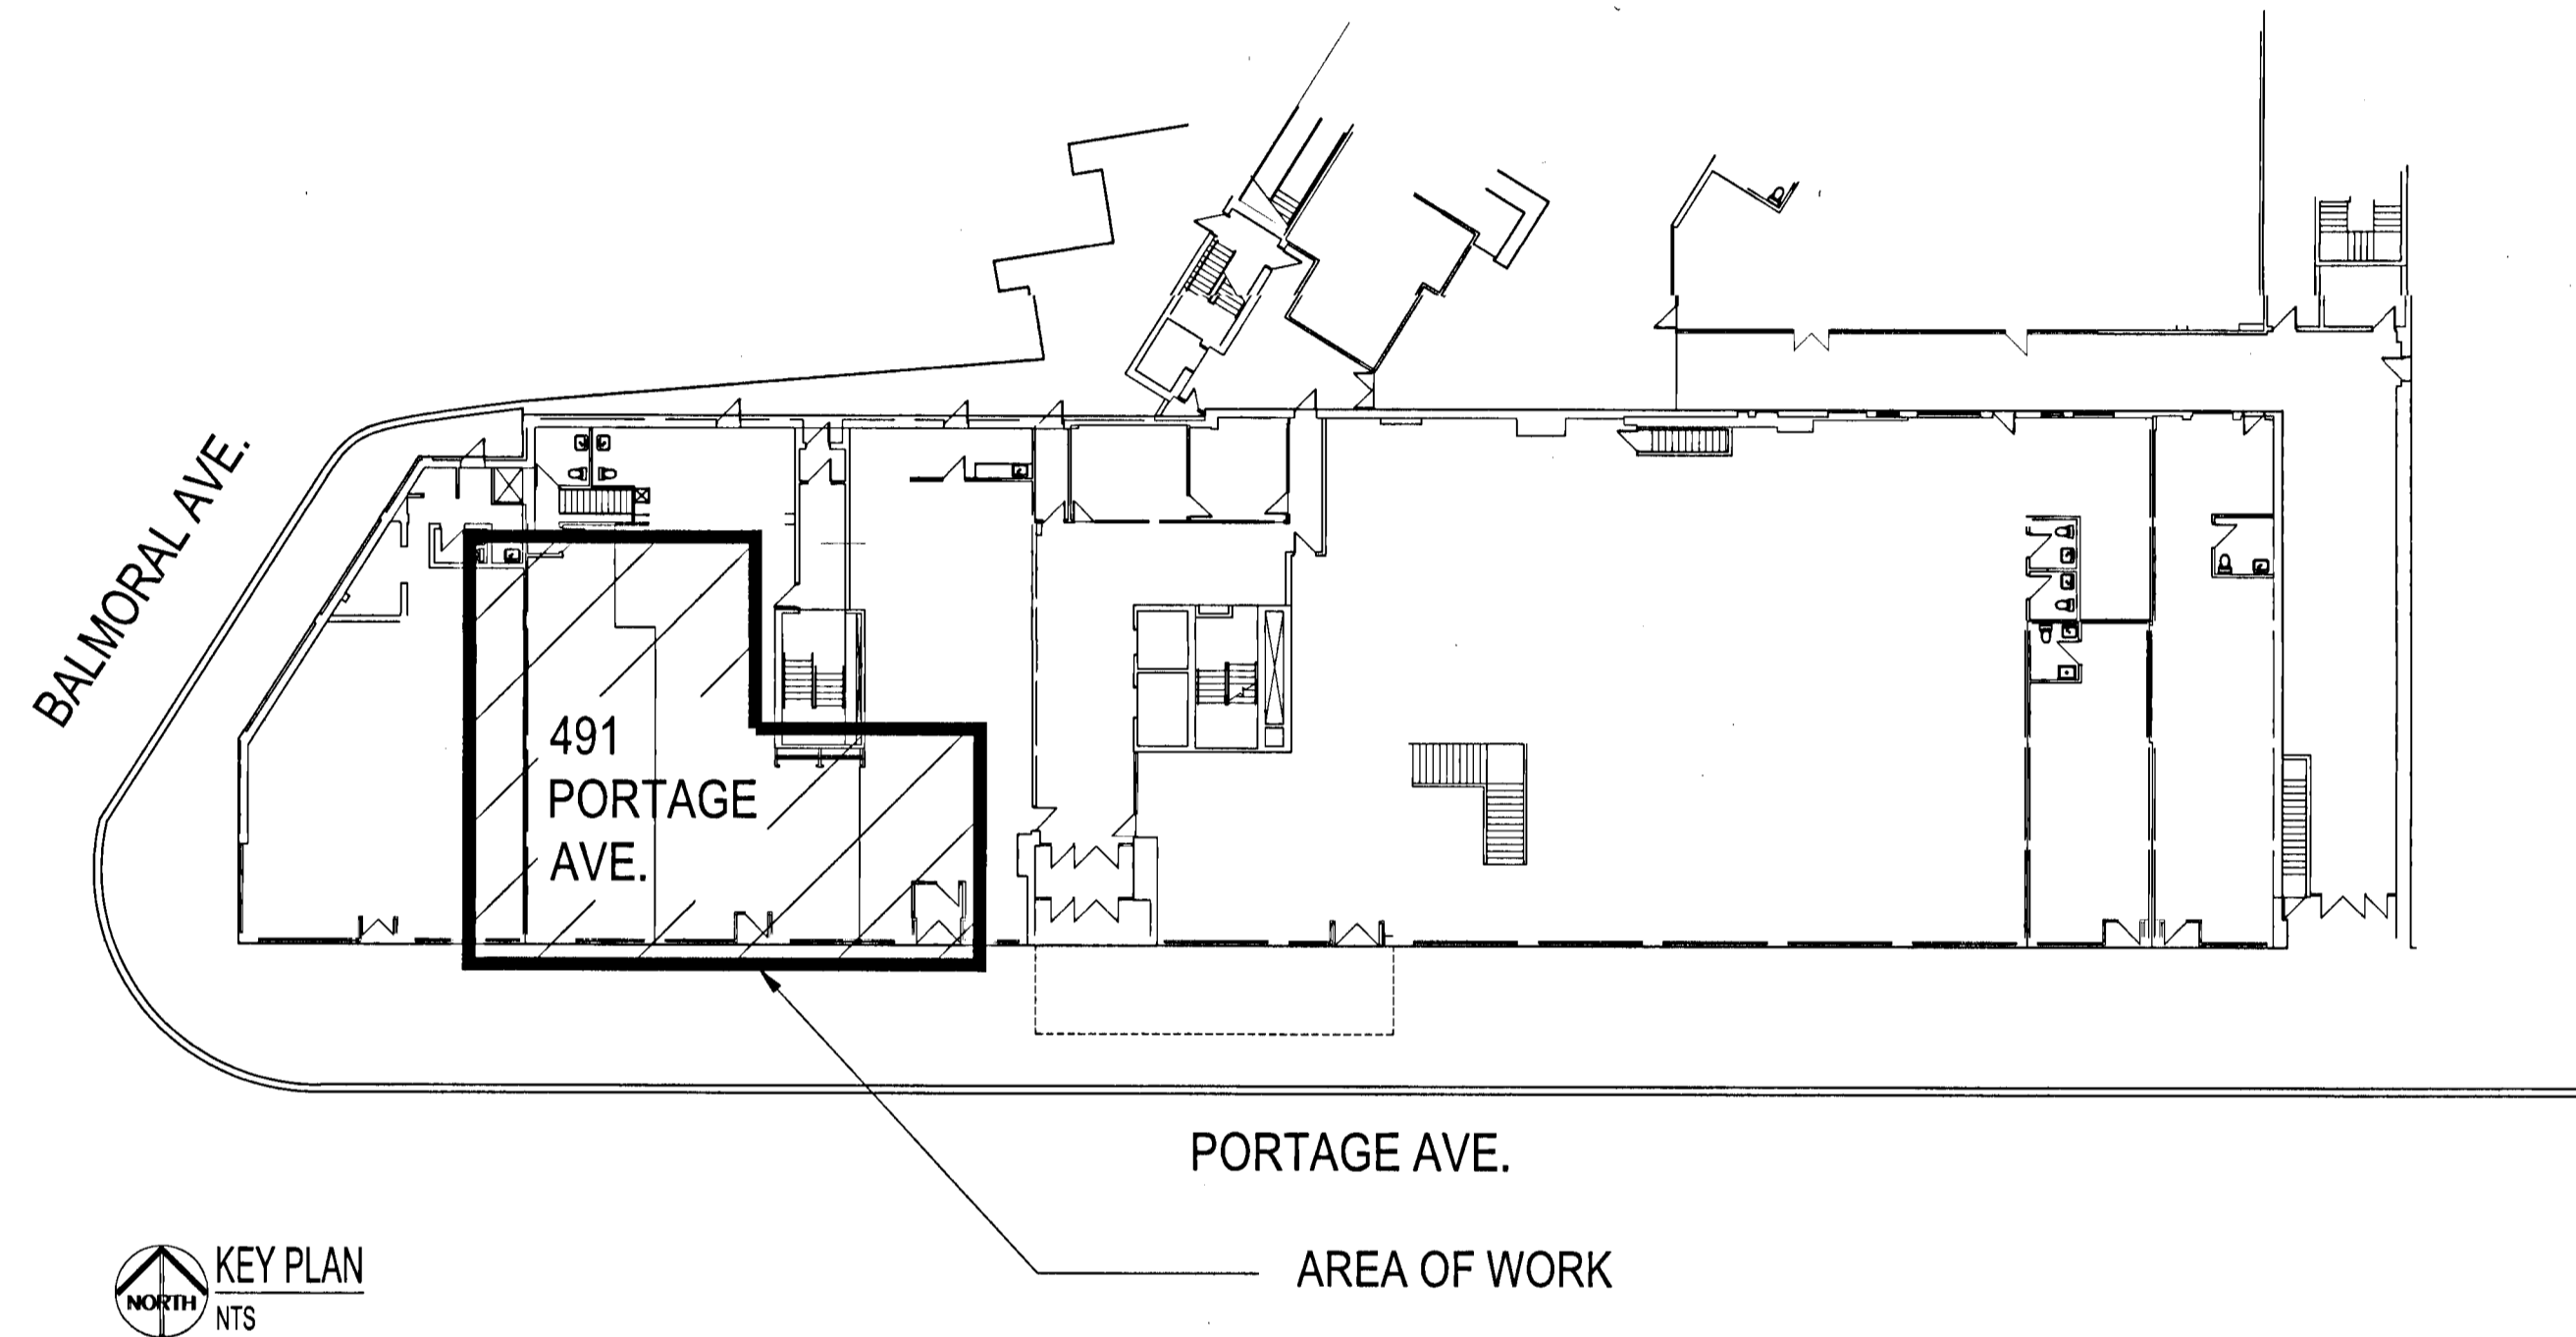 BALMORAL AVE.
491
PORTAGE
AVE.
PORTAGE AVE.
AREA OF WORK
KEY PLAN
NORTH
NTS